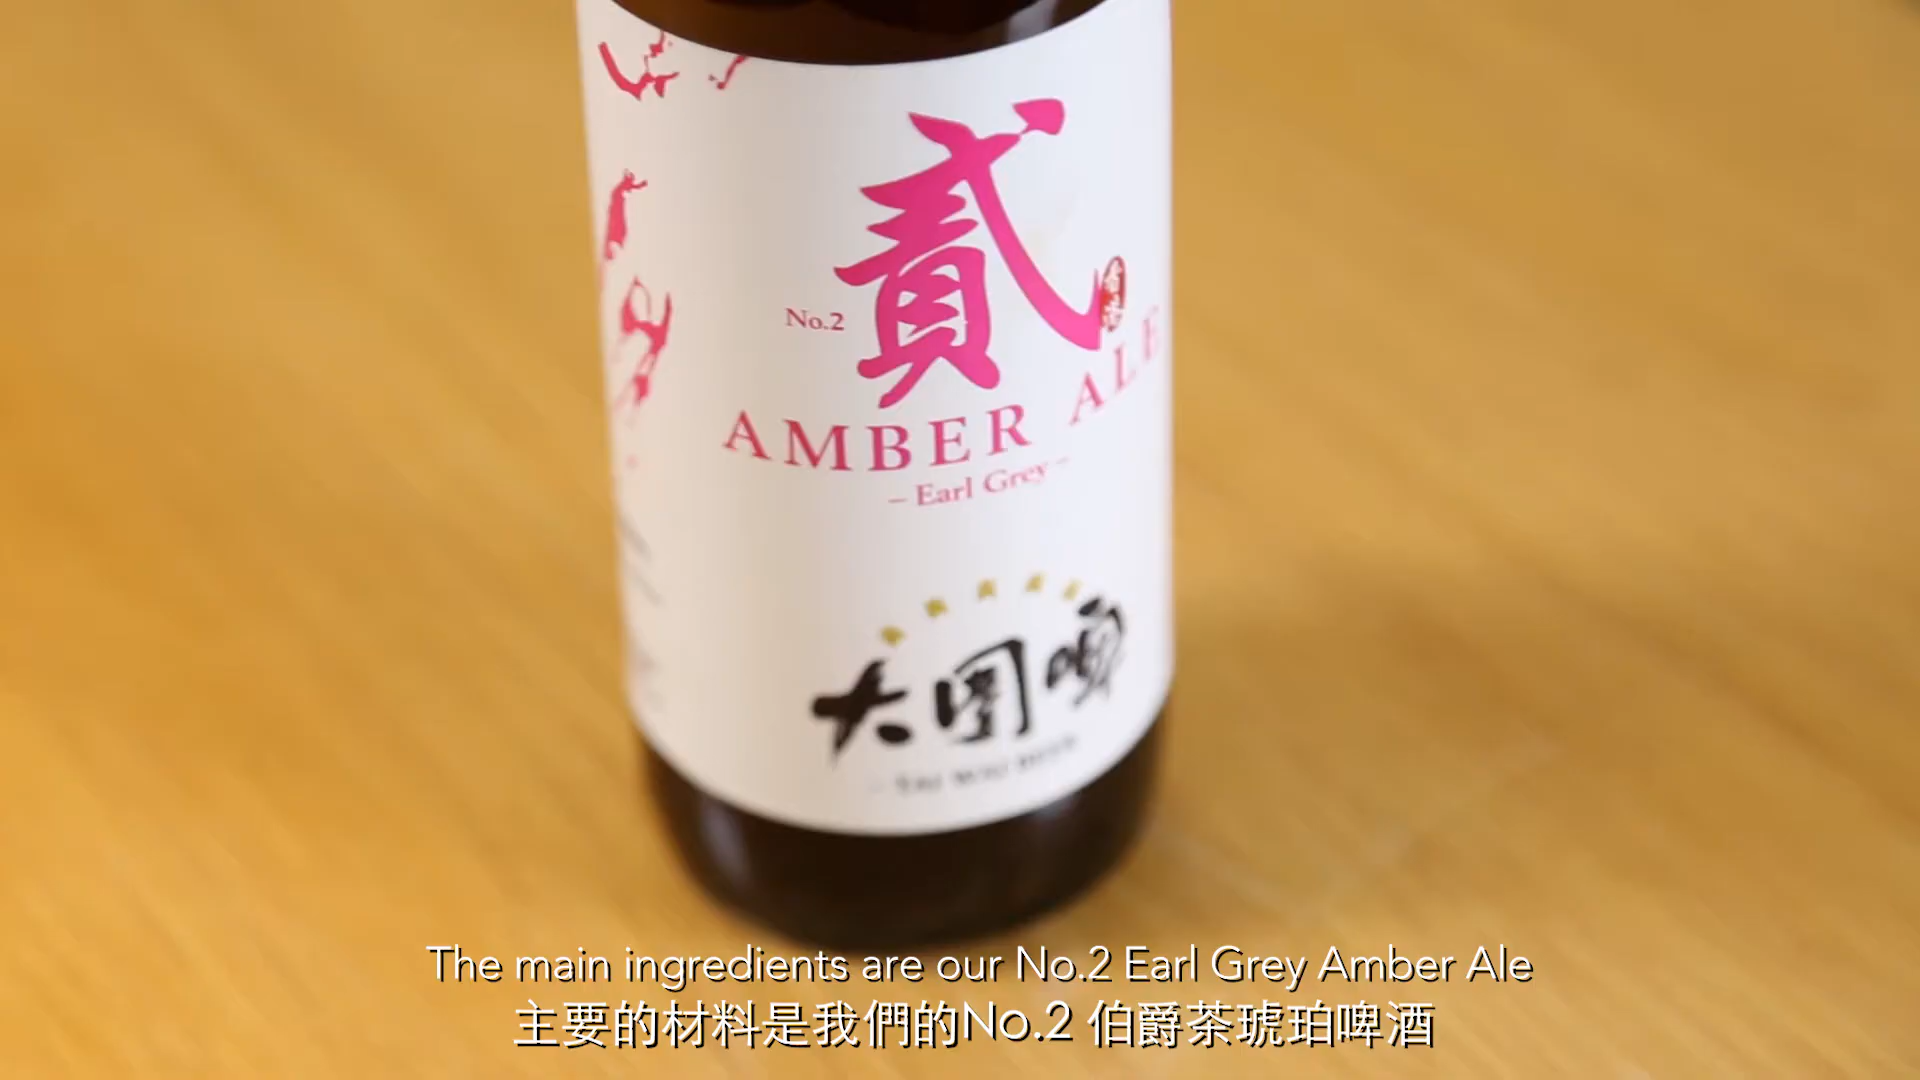 貳
No.2
AMBER ALE
– Earl Grey –
大圍唄
The main ingredients are our No.2 Earl Grey Amber Ale
主要的材料是我們的No.2 伯爵茶琥珀啤酒